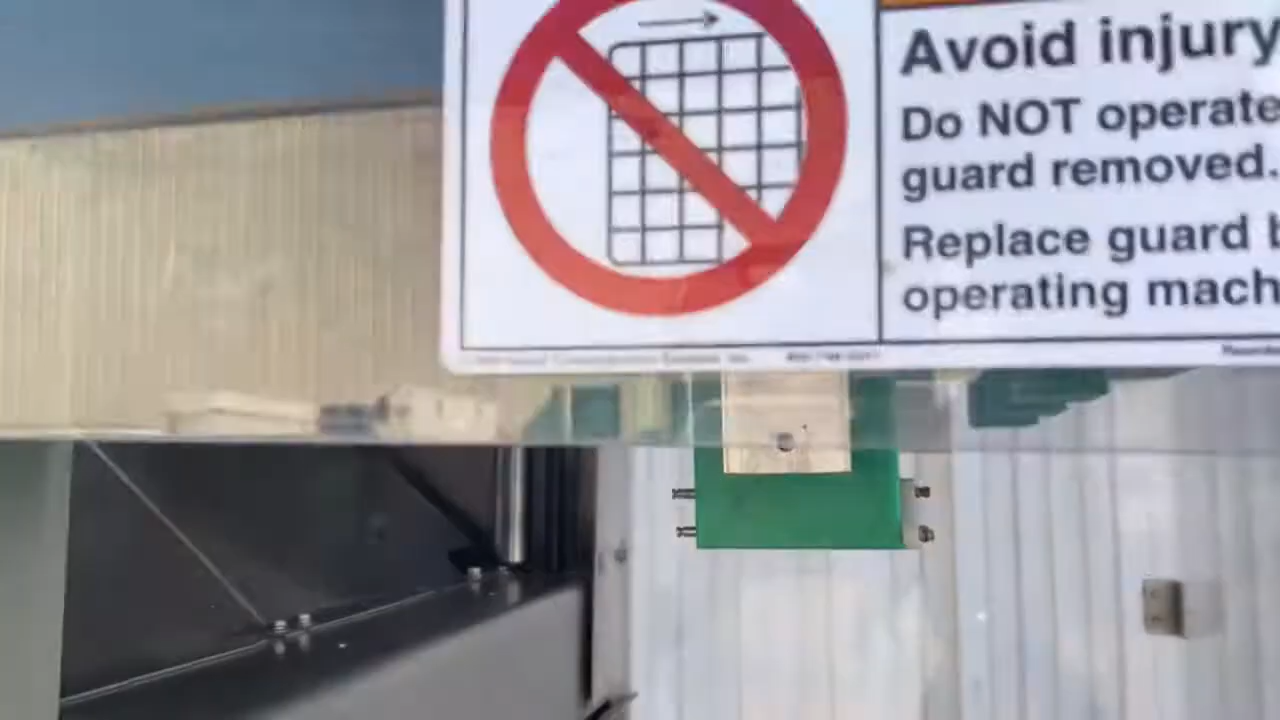 Avoid injury
Do NOT operate
guard removed.
Replace guard
operating mach